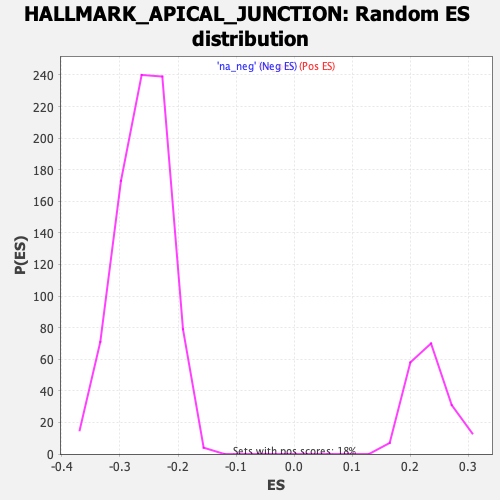 HALLMARK_APICAL_JUNCTION: Random ES
distribution
'na_neg' (Neg ES) (Pos ES)
240
220
200
180
160
140
120
100
80
60
40
20
0
P(ES)
Sets with pos scores: 18%
-0.4 -0.3 -0.2 -0.1 0.0 0.1 0.2 0.3
ES